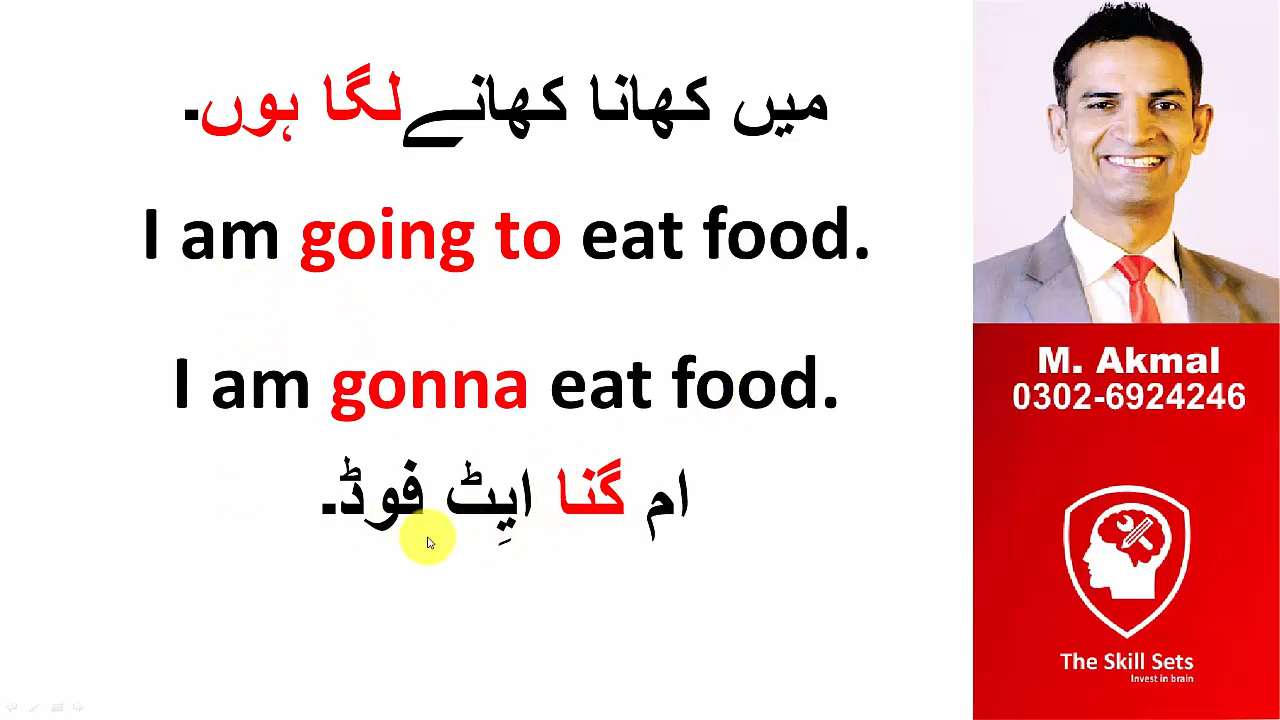 میں کھانا کھانے لگا ہوں۔
I am going to eat food.
I am gonna eat food.
ام گنا ایِٹ فوڈ۔
M. Akmal
0302-6924246
The Skill Sets
Invest in brain